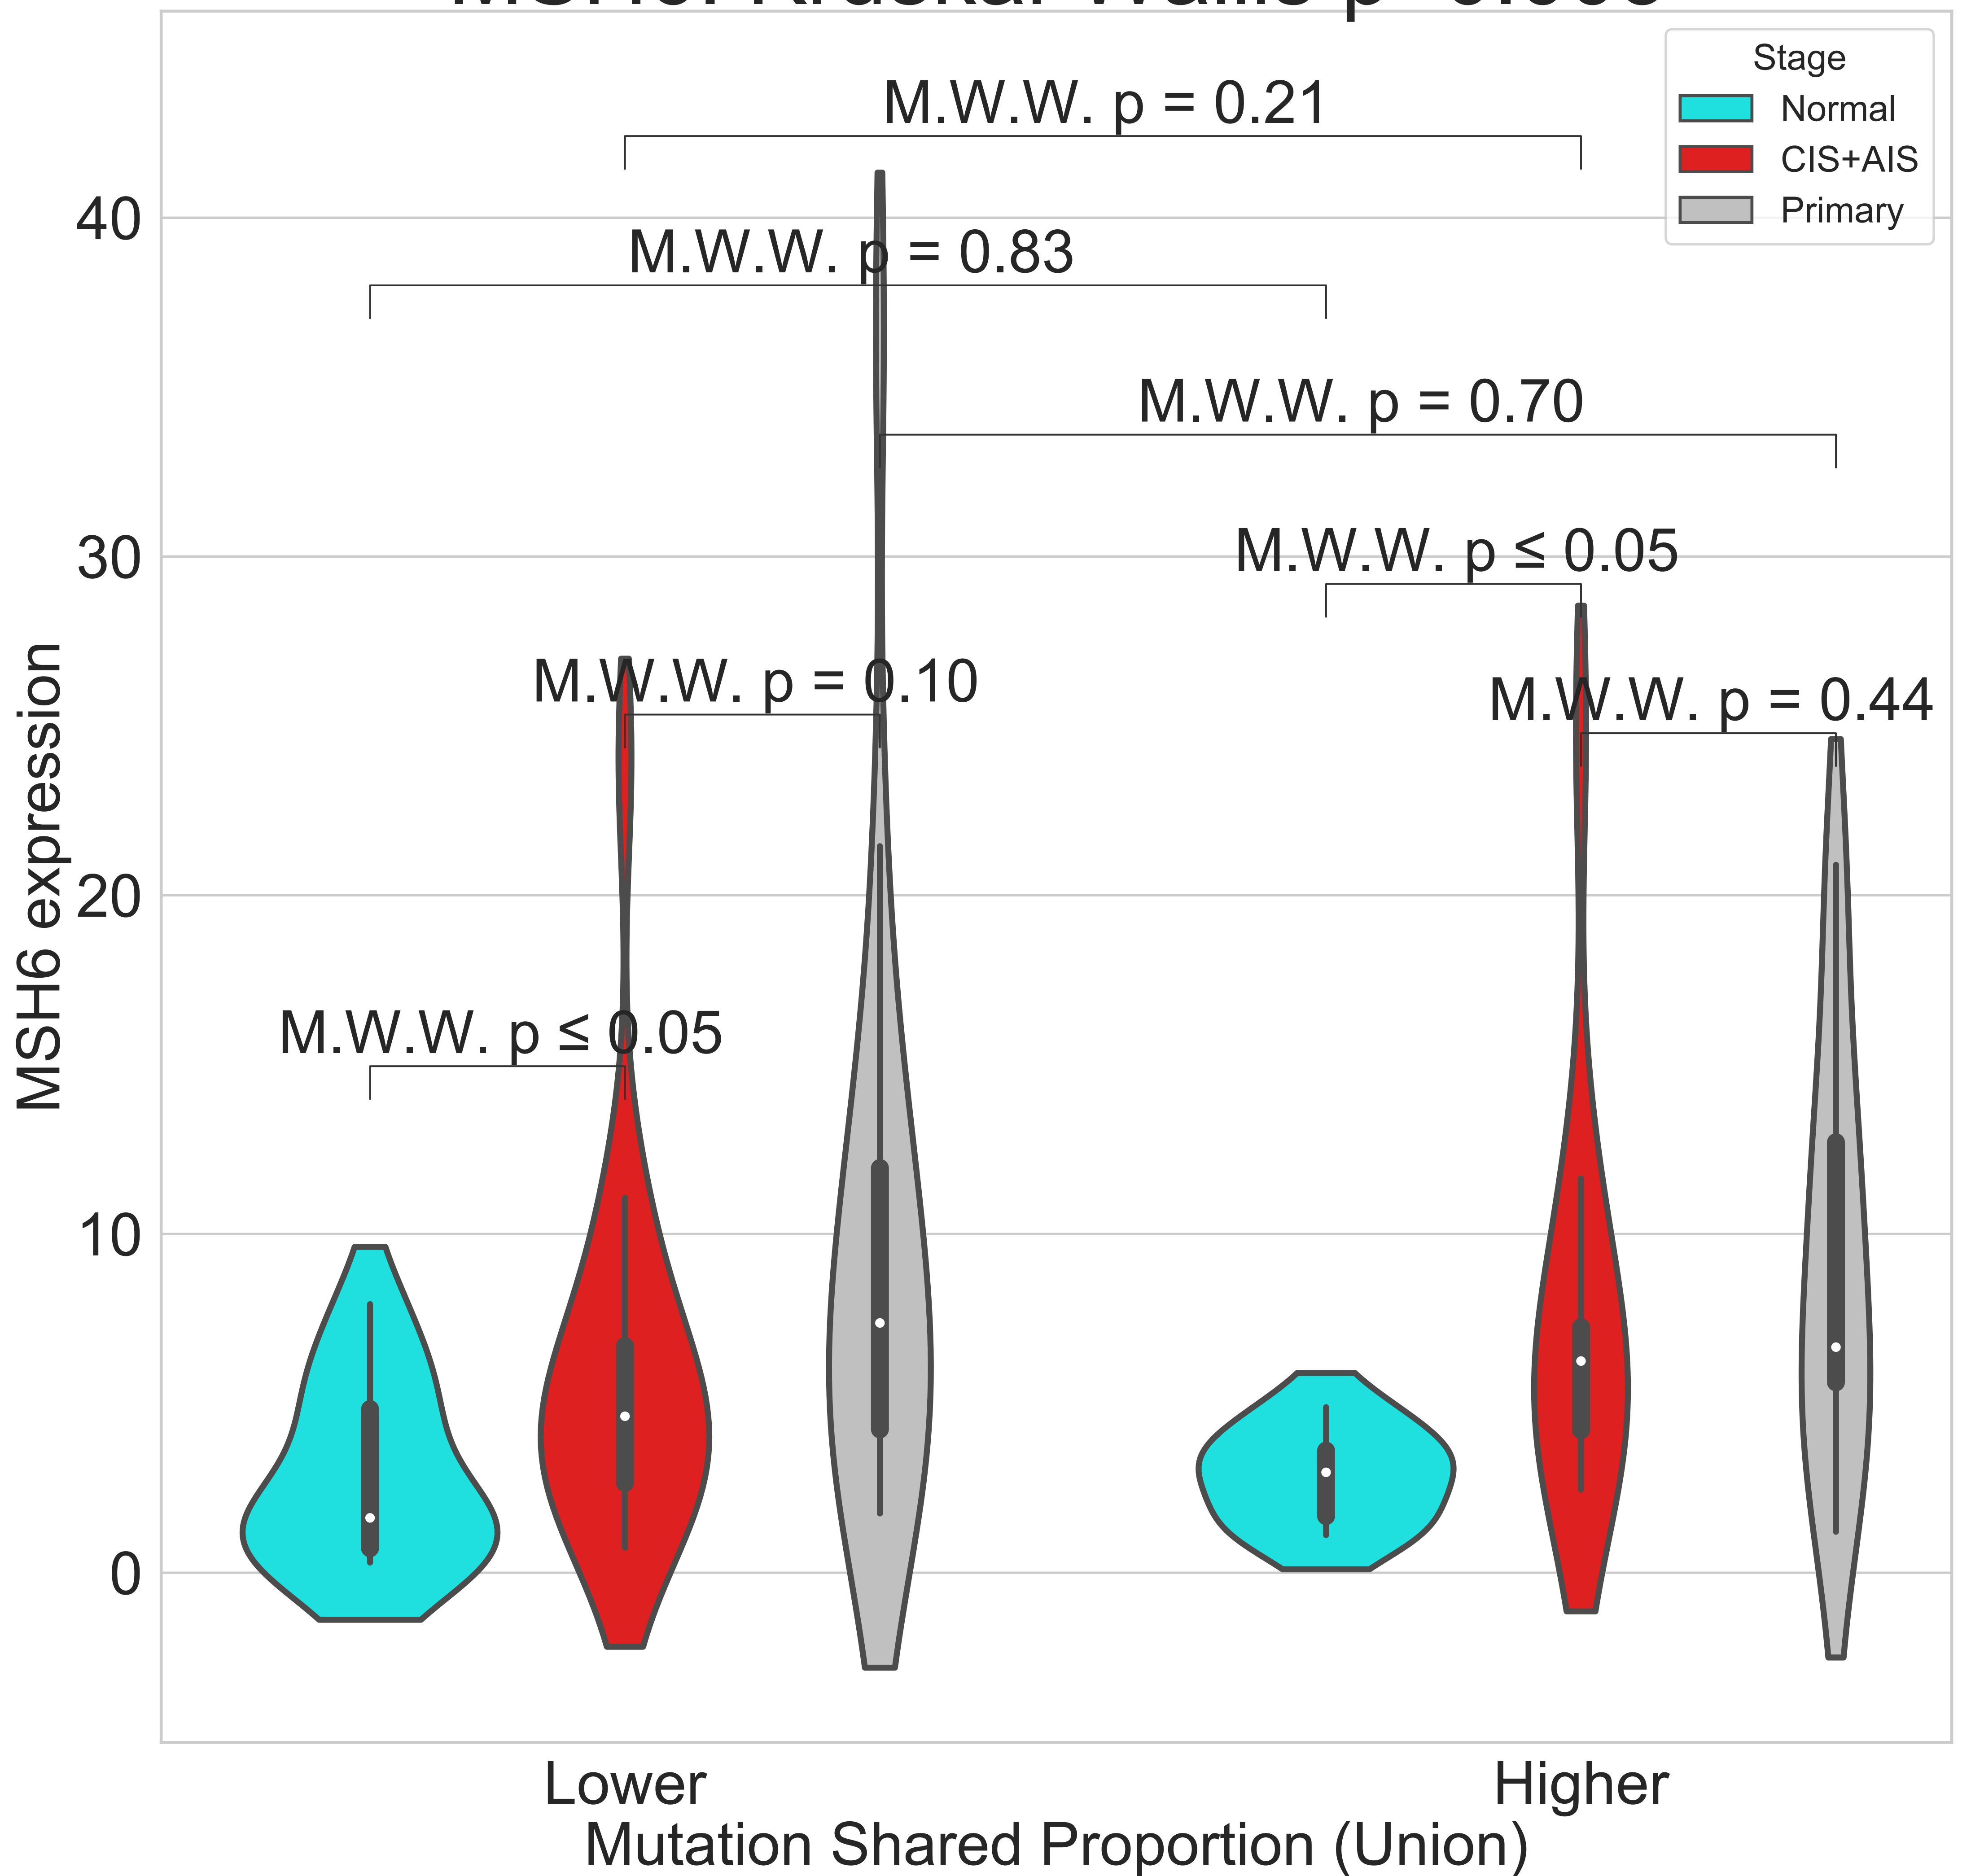 Stage
Normal
CIS+AIS
Primary
M.W.W. p = 0.21
M.W.W. p = 0.83
M.W.W. p = 0.70
M.W.W. p ≤ 0.05
M.W.W. p = 0.10
M.W.W. p = 0.44
M.W.W. p ≤ 0.05
MSH6 expression
40
30
20
10
0
Lower
Higher
Mutation Shared Proportion (Union)